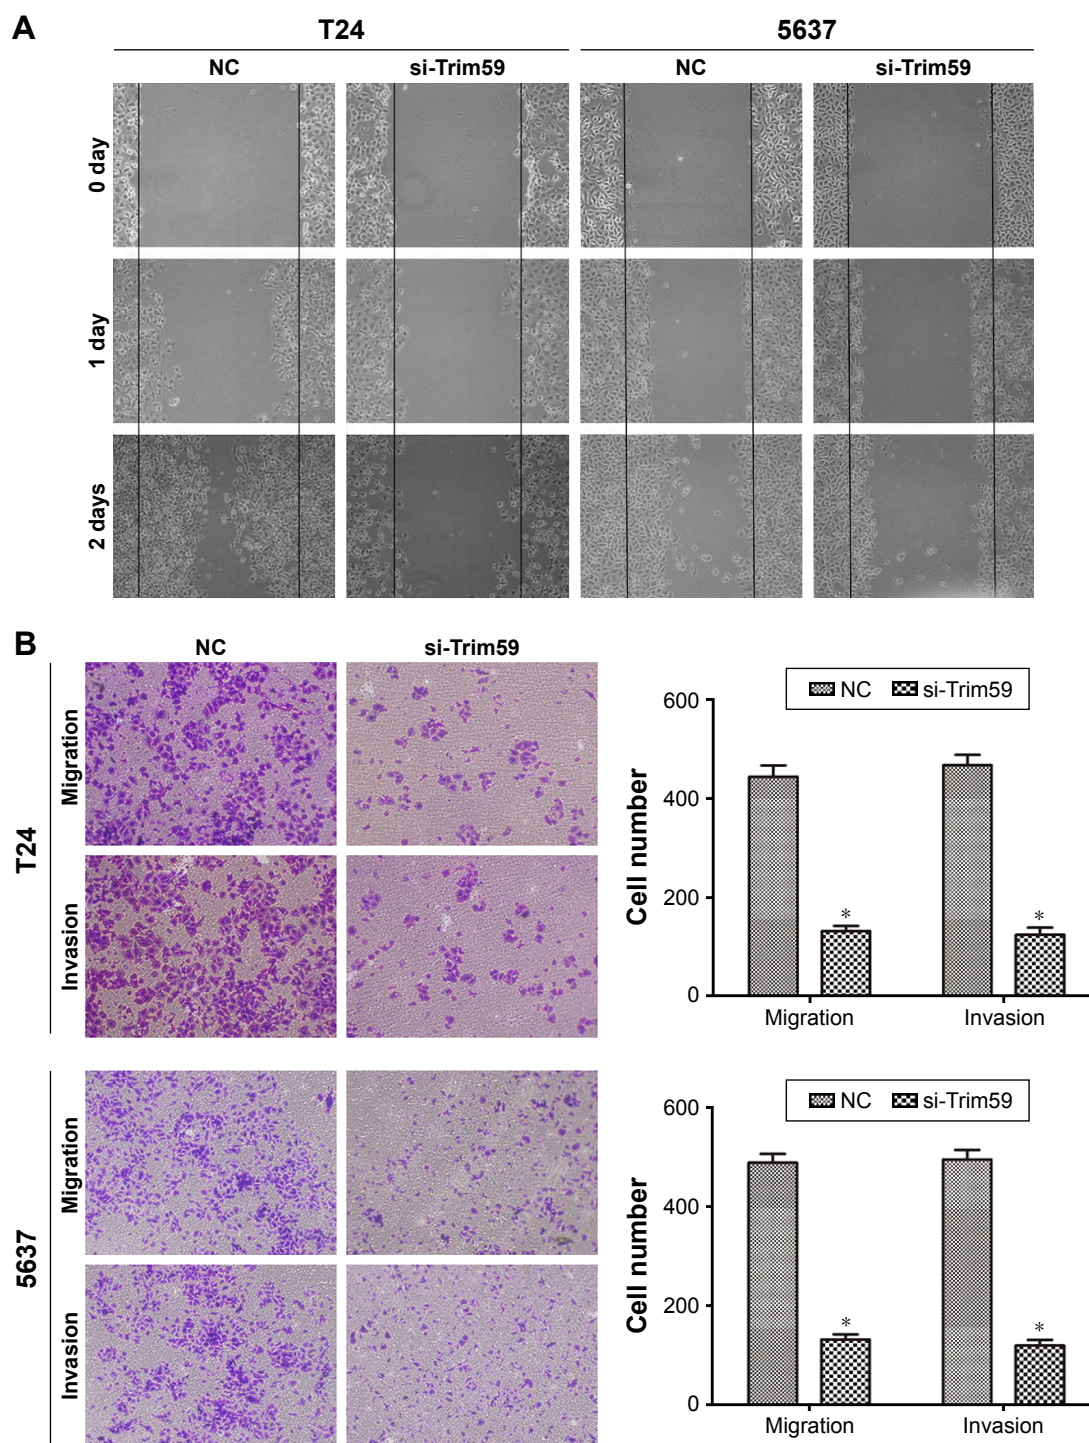 A
T24
5637
NC
si-Trim59
NC
si-Trim59
0 day
1 day
2 days
B
NC
si-Trim59
T24
Migration
Invasion
NC
si-Trim59
Cell number
600
400
200
0
*
*
Migration
Invasion
5637
Migration
Invasion
NC
si-Trim59
Cell number
600
400
200
0
*
*
Migration
Invasion